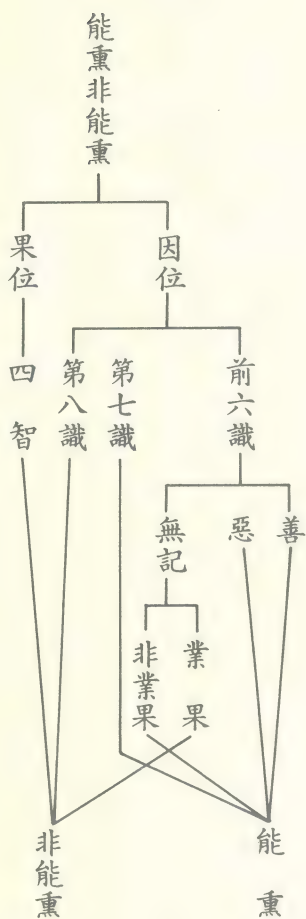 能熏非能熏
因位
果位
前六識
第七識
第八識
四智
善
惡
無記
業果
非業果
能熏
非能熏